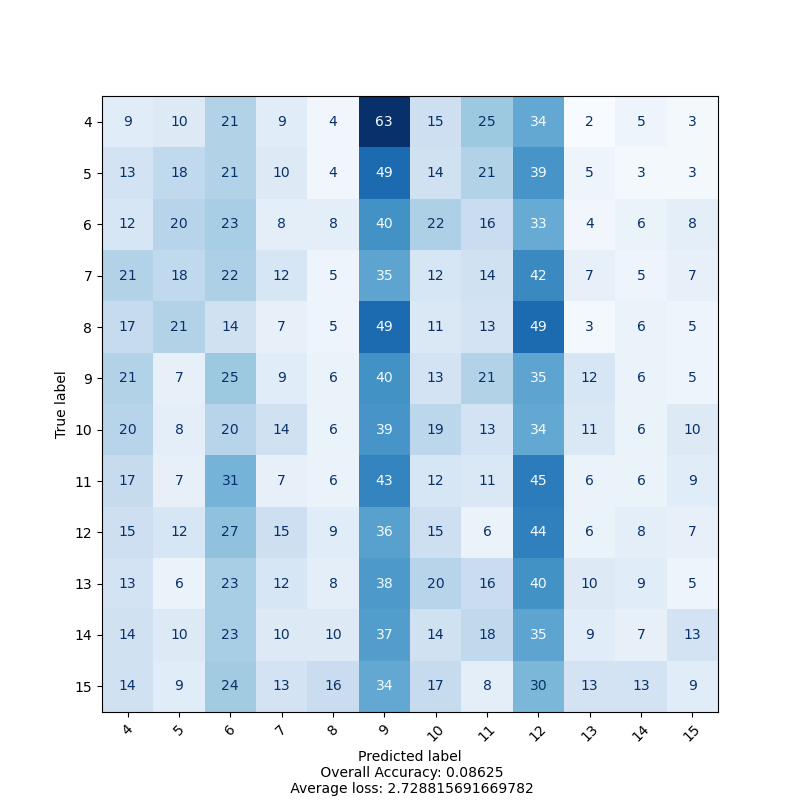 4 9 10 21 9 4 63 15 25 34 2 5 3
5 13 18 21 10 4 49 14 21 39 5 3 3
6 12 20 23 8 8 40 22 16 33 4 6 8
7 21 18 22 12 5 35 12 14 42 7 5 7
8 17 21 14 7 5 49 11 13 49 3 6 5
9 21 7 25 9 6 40 13 21 35 12 6 5
True label
10 20 8 20 14 6 39 19 13 34 11 6 10
11 17 7 31 7 6 43 12 11 45 6 6 9
12 15 12 27 15 9 36 15 6 44 6 8 7
13 13 6 23 12 8 38 20 16 40 10 9 5
14 14 10 23 10 10 37 14 18 35 9 7 13
15 14 9 24 13 16 34 17 8 30 13 13 9
4 5 6 7 8 9 10 11 12 13 14 15
Predicted label
Overall Accuracy: 0.08625
Average loss: 2.728815691669782